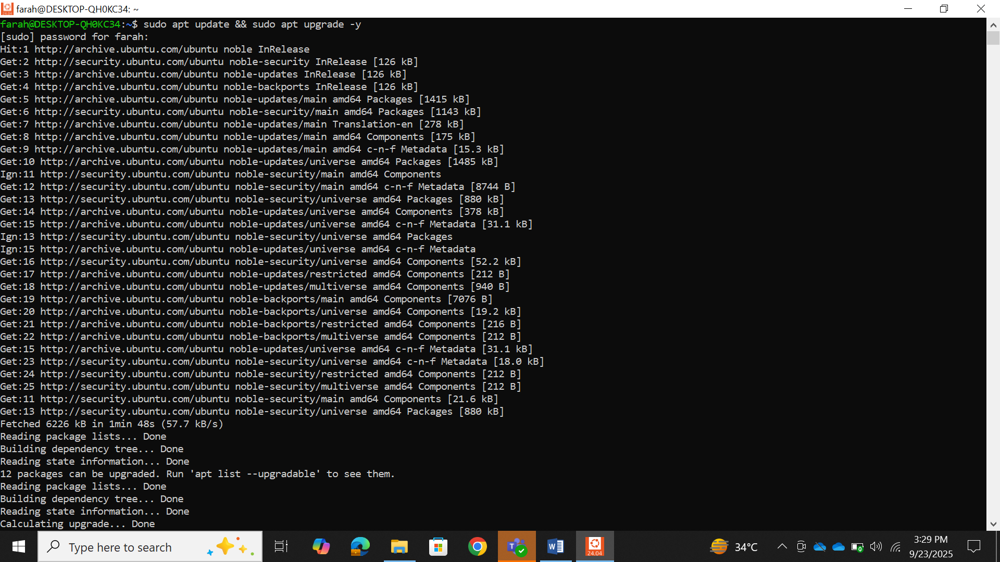 farah@DESKTOP-QH0KC34: ~
farah@DESKTOP-QH0KC34:~$ sudo apt update && sudo apt upgrade -y
[sudo] password for farah:
Hit:1 http://archive.ubuntu.com/ubuntu noble InRelease
Get:2 http://security.ubuntu.com/ubuntu noble-security InRelease [126 kB]
Get:3 http://archive.ubuntu.com/ubuntu noble-updates InRelease [126 kB]
Get:4 http://archive.ubuntu.com/ubuntu noble-backports InRelease [126 kB]
Get:5 http://archive.ubuntu.com/ubuntu noble-updates/main amd64 Packages [1415 kB]
Get:6 http://security.ubuntu.com/ubuntu noble-security/main amd64 Packages [1143 kB]
Get:7 http://archive.ubuntu.com/ubuntu noble-updates/main Translation-en [278 kB]
Get:8 http://archive.ubuntu.com/ubuntu noble-updates/main amd64 Components [175 kB]
Get:9 http://archive.ubuntu.com/ubuntu noble-updates/main amd64 c-n-f Metadata [15.3 kB]
Get:10 http://archive.ubuntu.com/ubuntu noble-updates/universe amd64 Packages [1485 kB]
Ign:11 http://security.ubuntu.com/ubuntu noble-security/main amd64 Components
Get:12 http://security.ubuntu.com/ubuntu noble-security/main amd64 c-n-f Metadata [8744 B]
Get:13 http://security.ubuntu.com/ubuntu noble-security/universe amd64 Packages [880 kB]
Get:14 http://archive.ubuntu.com/ubuntu noble-updates/universe amd64 Components [378 kB]
Get:15 http://archive.ubuntu.com/ubuntu noble-updates/universe amd64 c-n-f Metadata [31.1 kB]
Ign:13 http://security.ubuntu.com/ubuntu noble-security/universe amd64 Packages
Ign:15 http://archive.ubuntu.com/ubuntu noble-updates/universe amd64 c-n-f Metadata
Get:16 http://security.ubuntu.com/ubuntu noble-security/universe amd64 Components [52.2 kB]
Get:17 http://archive.ubuntu.com/ubuntu noble-updates/restricted amd64 Components [212 B]
Get:18 http://archive.ubuntu.com/ubuntu noble-updates/multiverse amd64 Components [940 B]
Get:19 http://archive.ubuntu.com/ubuntu noble-backports/main amd64 Components [7076 B]
Get:20 http://archive.ubuntu.com/ubuntu noble-backports/universe amd64 Components [19.2 kB]
Get:21 http://archive.ubuntu.com/ubuntu noble-backports/restricted amd64 Components [216 B]
Get:22 http://archive.ubuntu.com/ubuntu noble-backports/multiverse amd64 Components [212 B]
Get:15 http://archive.ubuntu.com/ubuntu noble-updates/universe amd64 c-n-f Metadata [31.1 kB]
Get:23 http://security.ubuntu.com/ubuntu noble-security/universe amd64 c-n-f Metadata [18.0 kB]
Get:24 http://security.ubuntu.com/ubuntu noble-security/restricted amd64 Components [212 B]
Get:25 http://security.ubuntu.com/ubuntu noble-security/multiverse amd64 Components [212 B]
Get:11 http://security.ubuntu.com/ubuntu noble-security/main amd64 Components [21.6 kB]
Get:13 http://security.ubuntu.com/ubuntu noble-security/universe amd64 Packages [880 kB]
Fetched 6226 kB in 1min 48s (57.7 kB/s)
Reading package lists... Done
Building dependency tree... Done
Reading state information... Done
12 packages can be upgraded. Run 'apt list --upgradable' to see them.
Reading package lists... Done
Building dependency tree... Done
Reading state information... Done
Calculating upgrade... Done
Type here to search
24.04
34°C
3:29 PM
9/23/2025